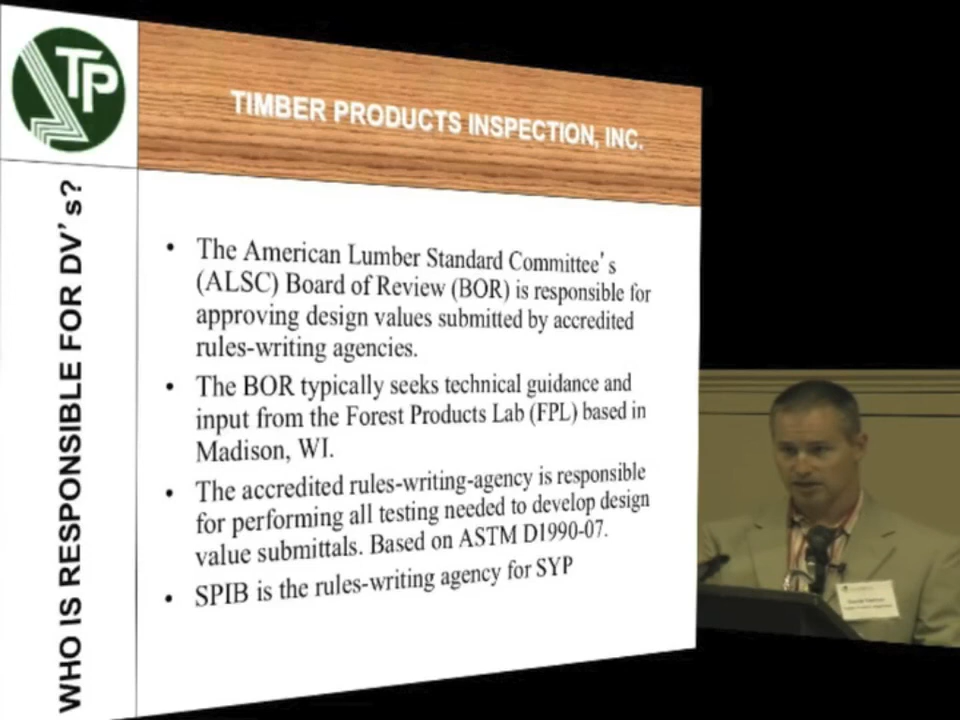 TP
TIMBER PRODUCTS INSPECTION, INC.
WHO IS RESPONSIBLE FOR DV's?
• The American Lumber Standard Committee's
(ALSC) Board of Review (BOR) is responsible for
approving design values submitted by accredited
rules-writing agencies.
• The BOR typically seeks technical guidance and
input from the Forest Products Lab (FPL) based in
Madison, WI.
• The accredited rules-writing-agency is responsible
for performing all testing needed to develop design
value submittals. Based on ASTM D1990-07.
• SPIB is the rules-writing agency for SYP